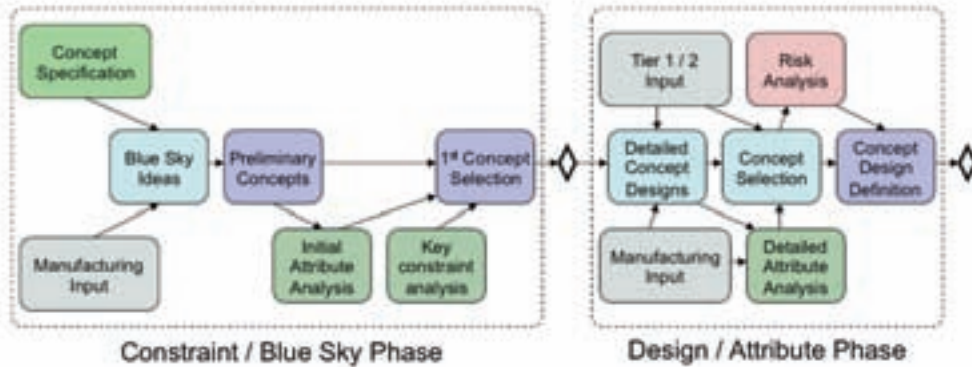 Concept
Specification
Blue Sky
Ideas
Manufacturing
Input
Preliminary
Concepts
Initial
Attribute
Analysis
Key
constraint
analysis
1st Concept
Selection
Constraint / Blue Sky Phase
Tier 1 / 2
Input
Risk
Analysis
Detailed
Concept
Designs
Concept
Selection
Concept
Design
Definition
Manufacturing
Input
Detailed
Attribute
Analysis
Design / Attribute Phase